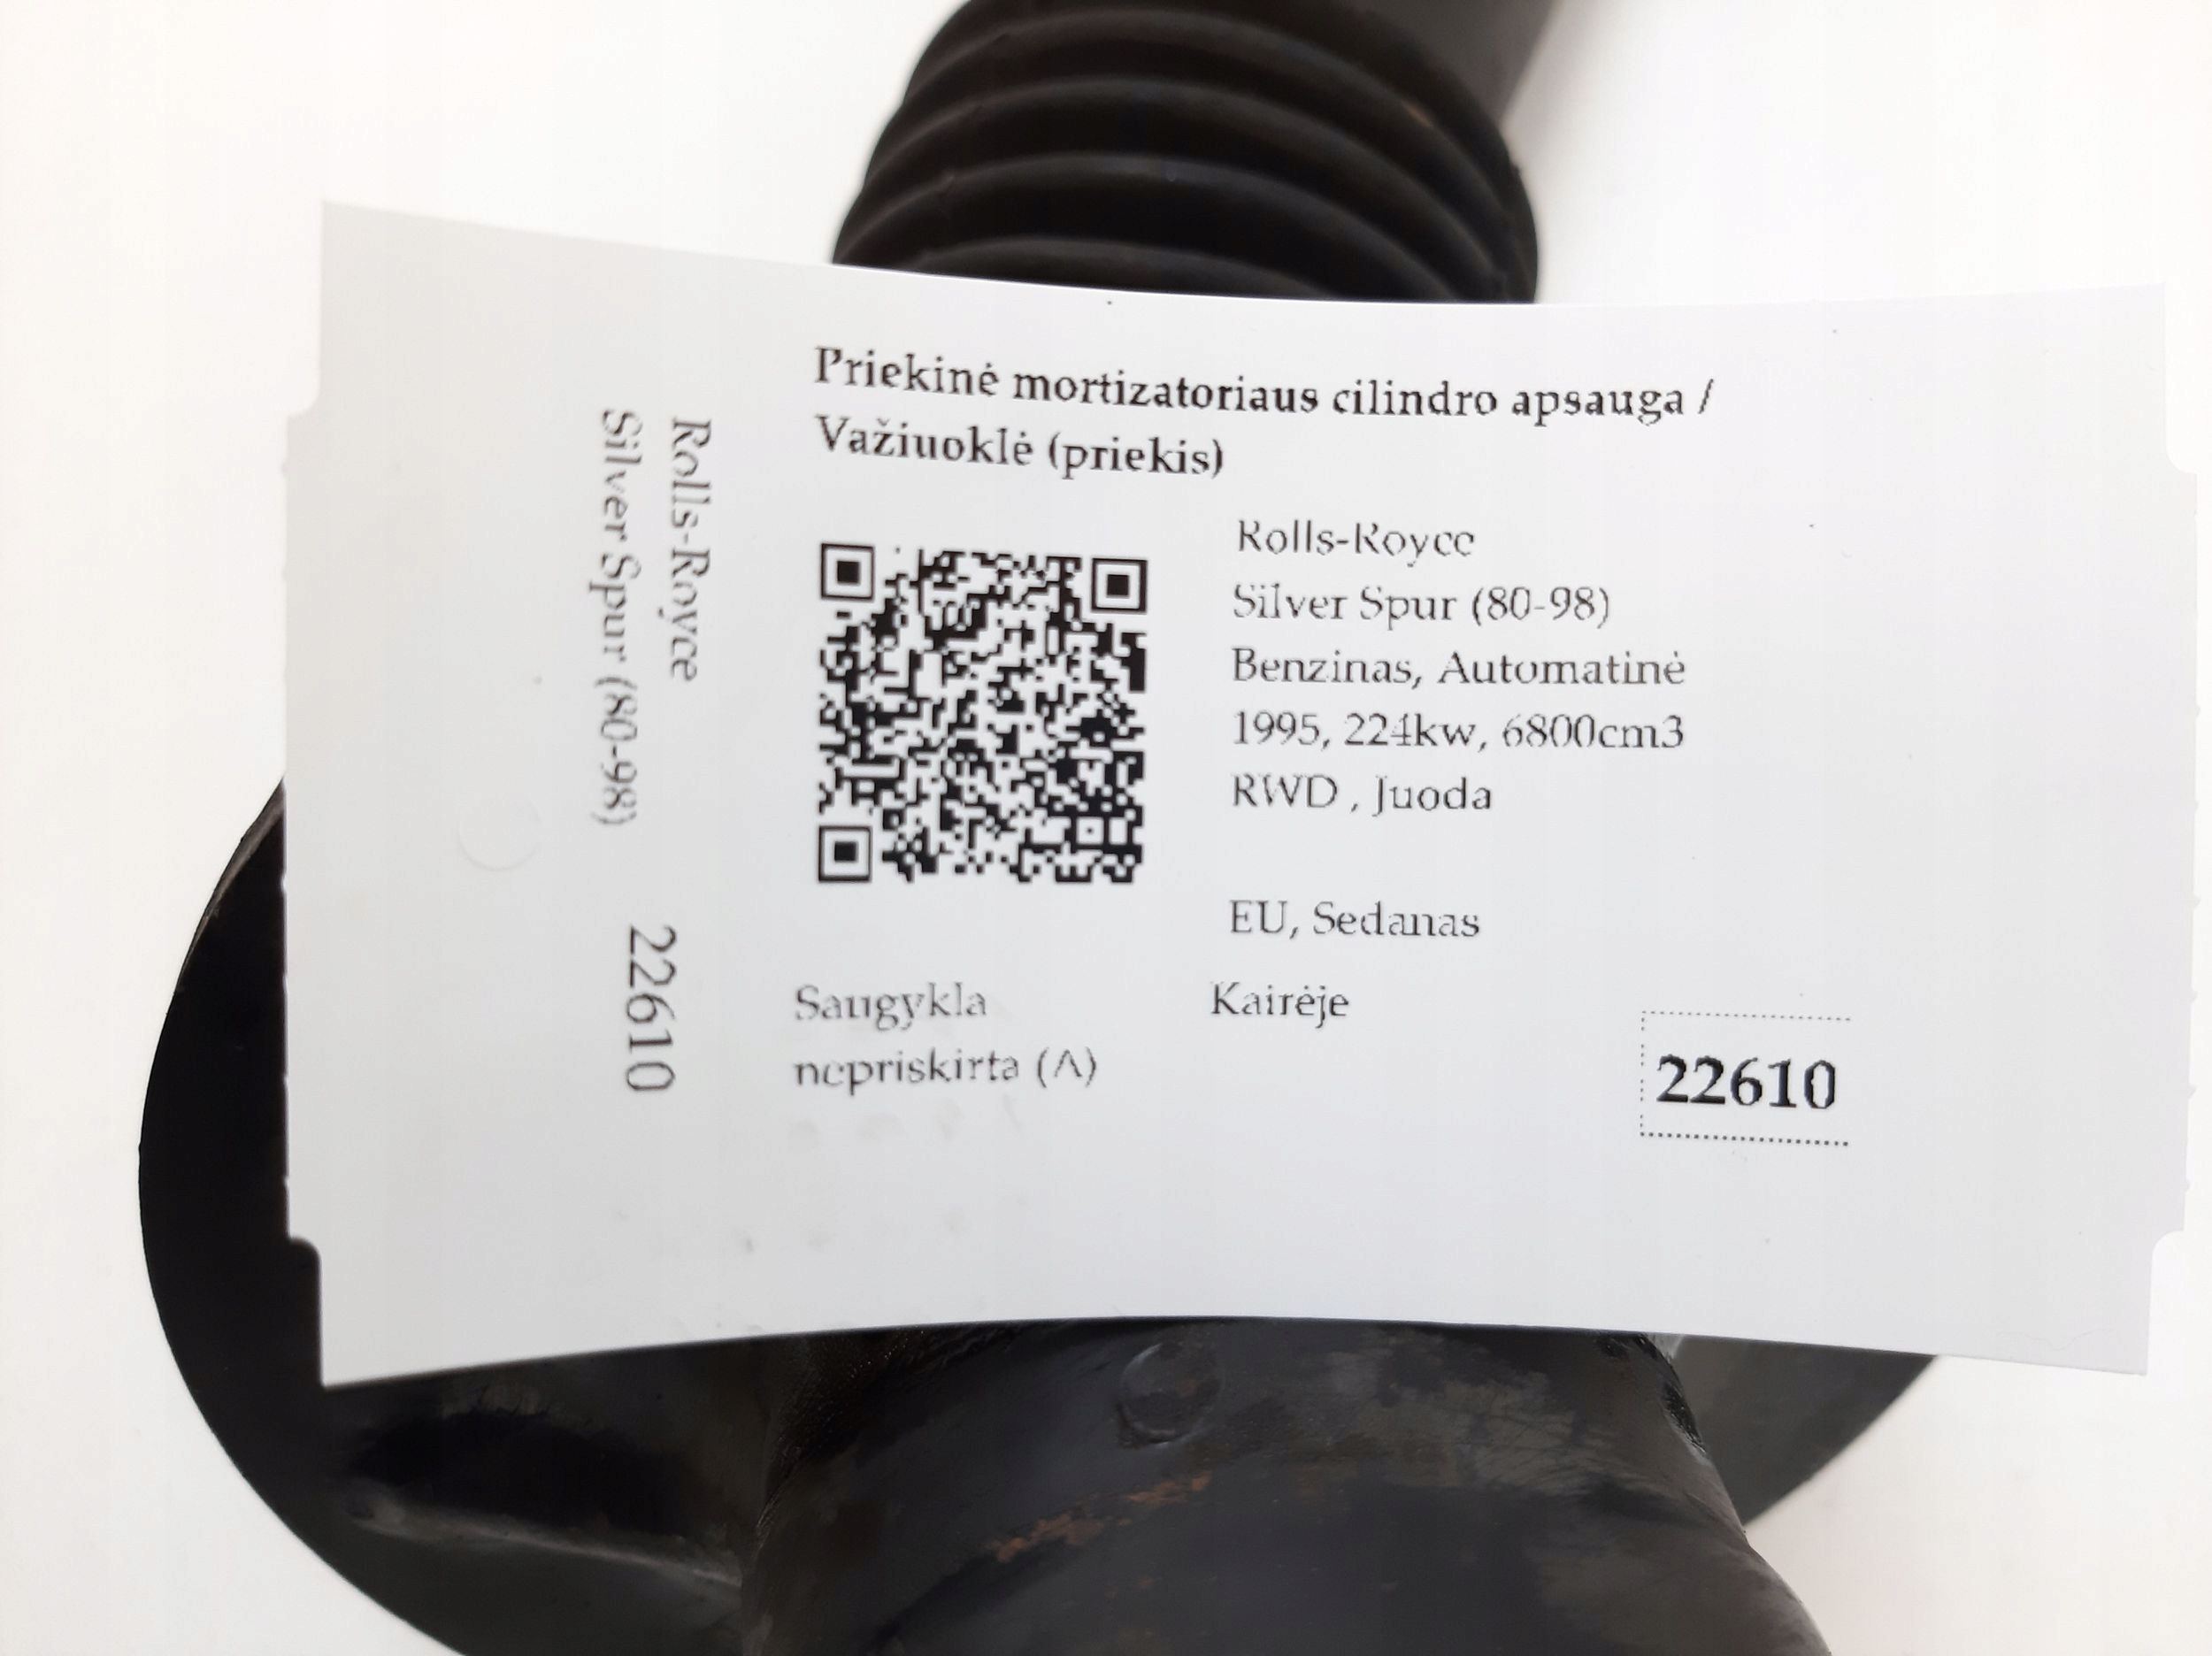 Priekinė mortizatoriaus cilindro apsauga /
Važiuoklė (priekis)
Rolls-Royce
Silver Spur (80-98)
22610
Rolls-Royce
Silver Spur (80-98)
Benzinas, Automatinė
1995, 224kw, 6800cm3
RWD , Juoda
EU, Sedanas
Saugykla
nepriskirta (A)
Kairėje
22610